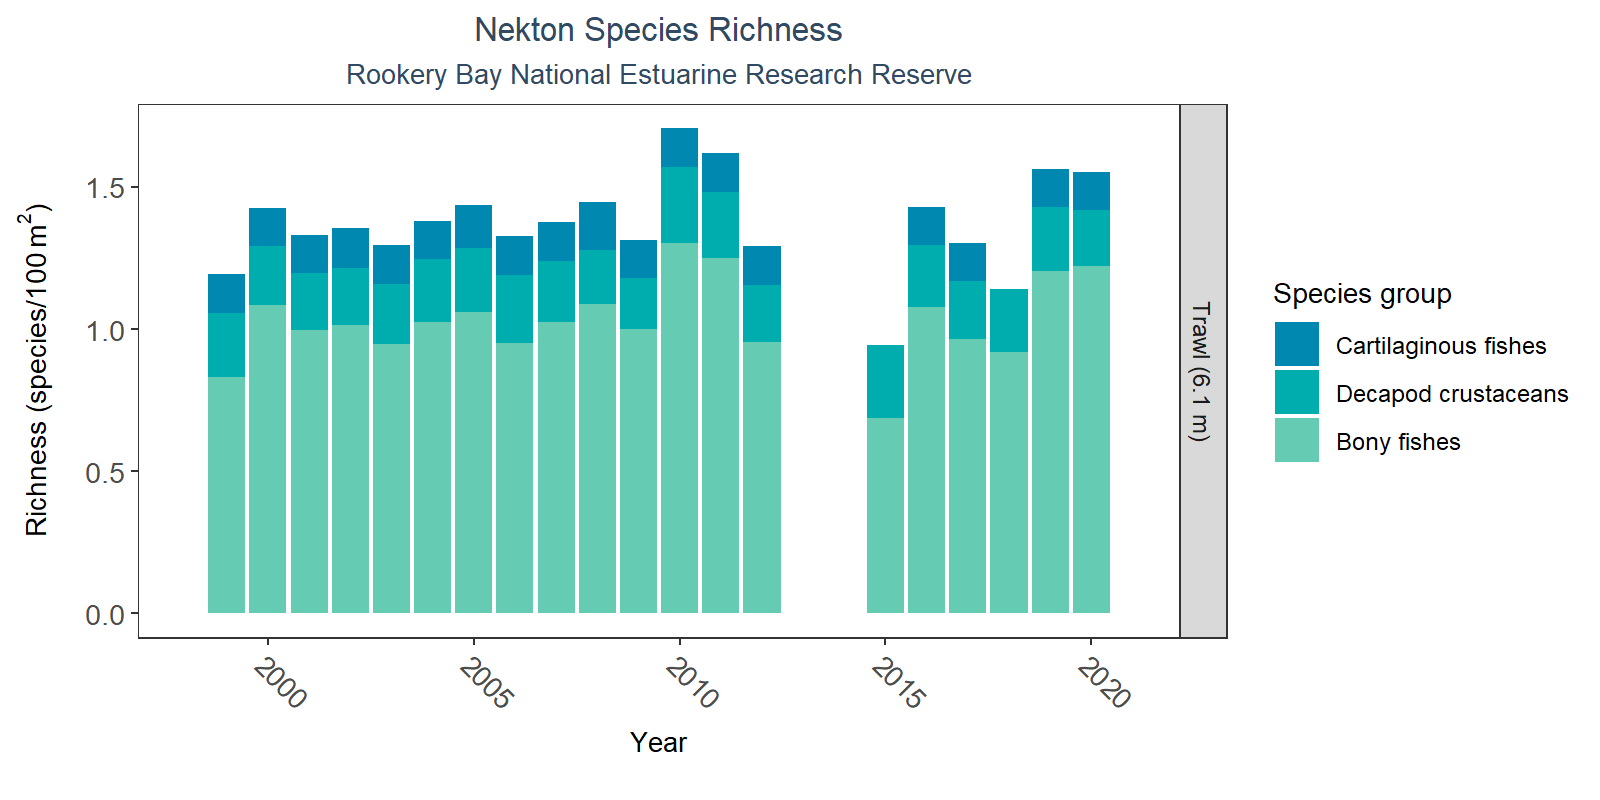 Nekton Species Richness
Rookery Bay National Estuarine Research Reserve
Richness (species/100 m²)
1.5
1.0
0.5
0.0
2000
2005
2010
2015
2020
Year
Trawl (6.1 m)
Species group
Cartilaginous fishes
Decapod crustaceans
Bony fishes